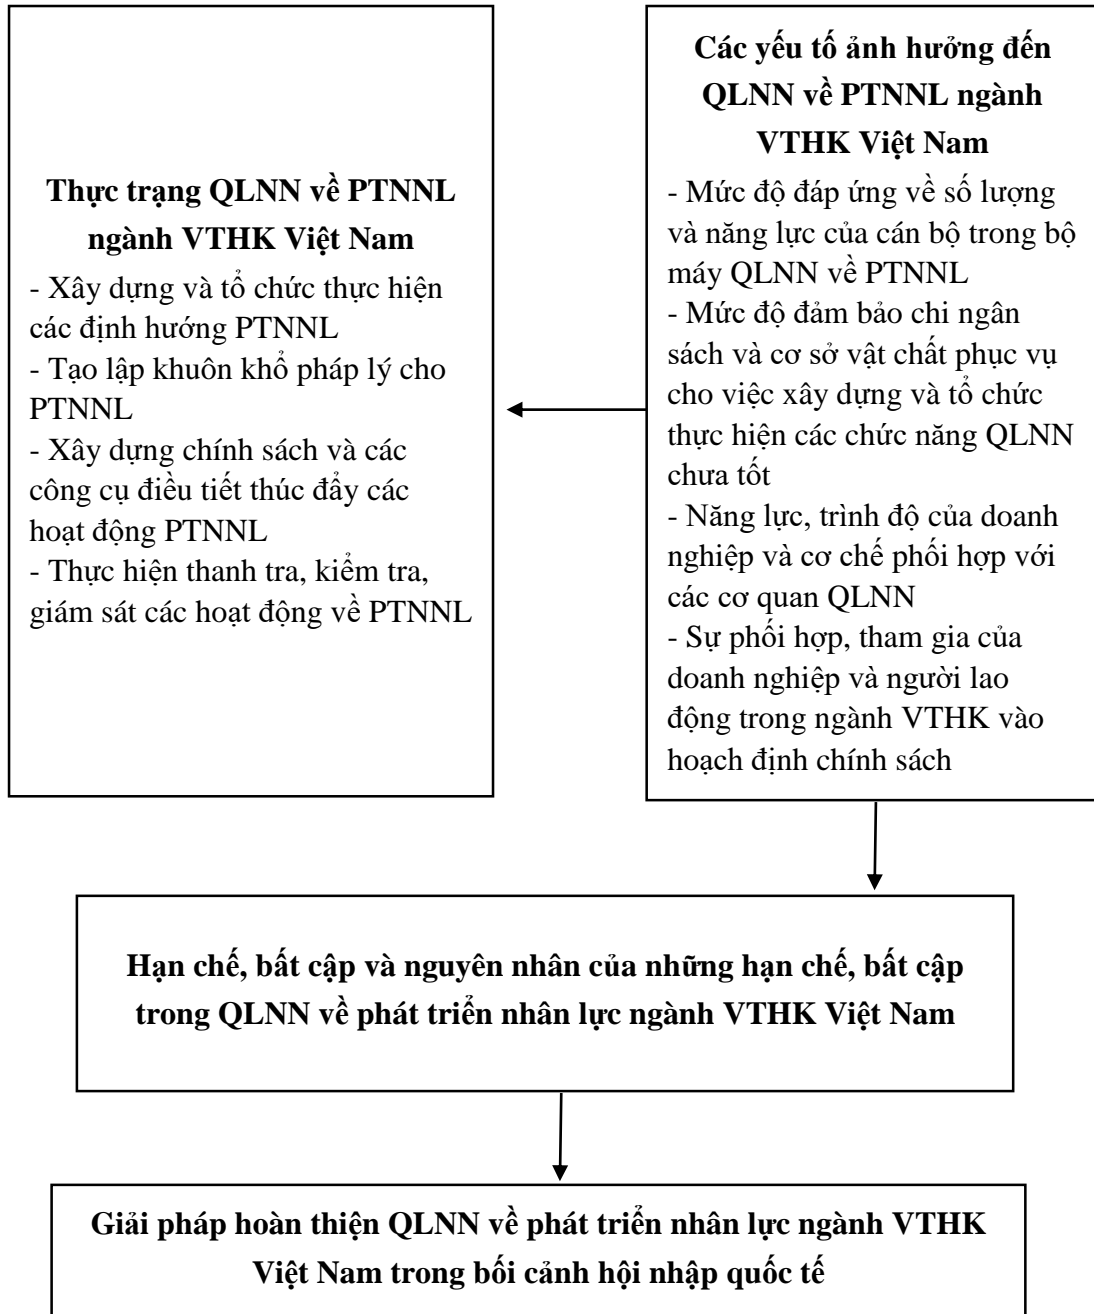 Thực trạng QLNN về PTNNL
ngành VTHK Việt Nam
- Xây dựng và tổ chức thực hiện
các định hướng PTNNL
- Tạo lập khuôn khổ pháp lý cho
PTNNL
- Xây dựng chính sách và các
công cụ điều tiết thúc đẩy các
hoạt động PTNNL
- Thực hiện thanh tra, kiểm tra,
giám sát các hoạt động về PTNNL
Các yếu tố ảnh hưởng đến
QLNN về PTNNL ngành
VTHK Việt Nam
- Mức độ đáp ứng về số lượng
và năng lực của cán bộ trong bộ
máy QLNN về PTNNL
- Mức độ đảm bảo chi ngân
sách và cơ sở vật chất phục vụ
cho việc xây dựng và tổ chức
thực hiện các chức năng QLNN
chưa tốt
- Năng lực, trình độ của doanh
nghiệp và cơ chế phối hợp với
các cơ quan QLNN
- Sự phối hợp, tham gia của
doanh nghiệp và người lao
động trong ngành VTHK vào
hoạch định chính sách
Hạn chế, bất cập và nguyên nhân của những hạn chế, bất cập
trong QLNN về phát triển nhân lực ngành VTHK Việt Nam
Giải pháp hoàn thiện QLNN về phát triển nhân lực ngành VTHK
Việt Nam trong bối cảnh hội nhập quốc tế